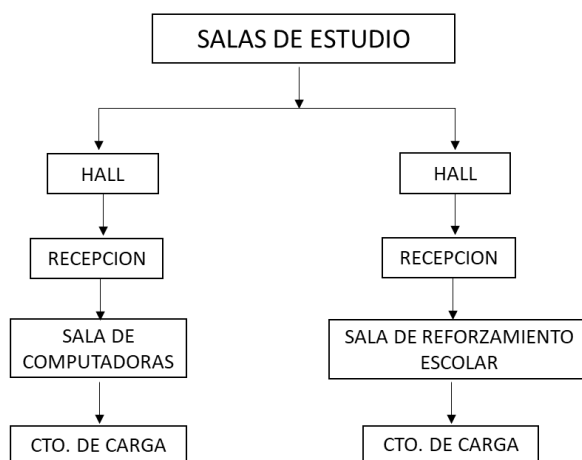 SALAS DE ESTUDIO
HALL
HALL
RECEPCION
RECEPCION
SALA DE
COMPUTADORAS
SALA DE REFORZAMIENTO
ESCOLAR
CTO. DE CARGA
CTO. DE CARGA